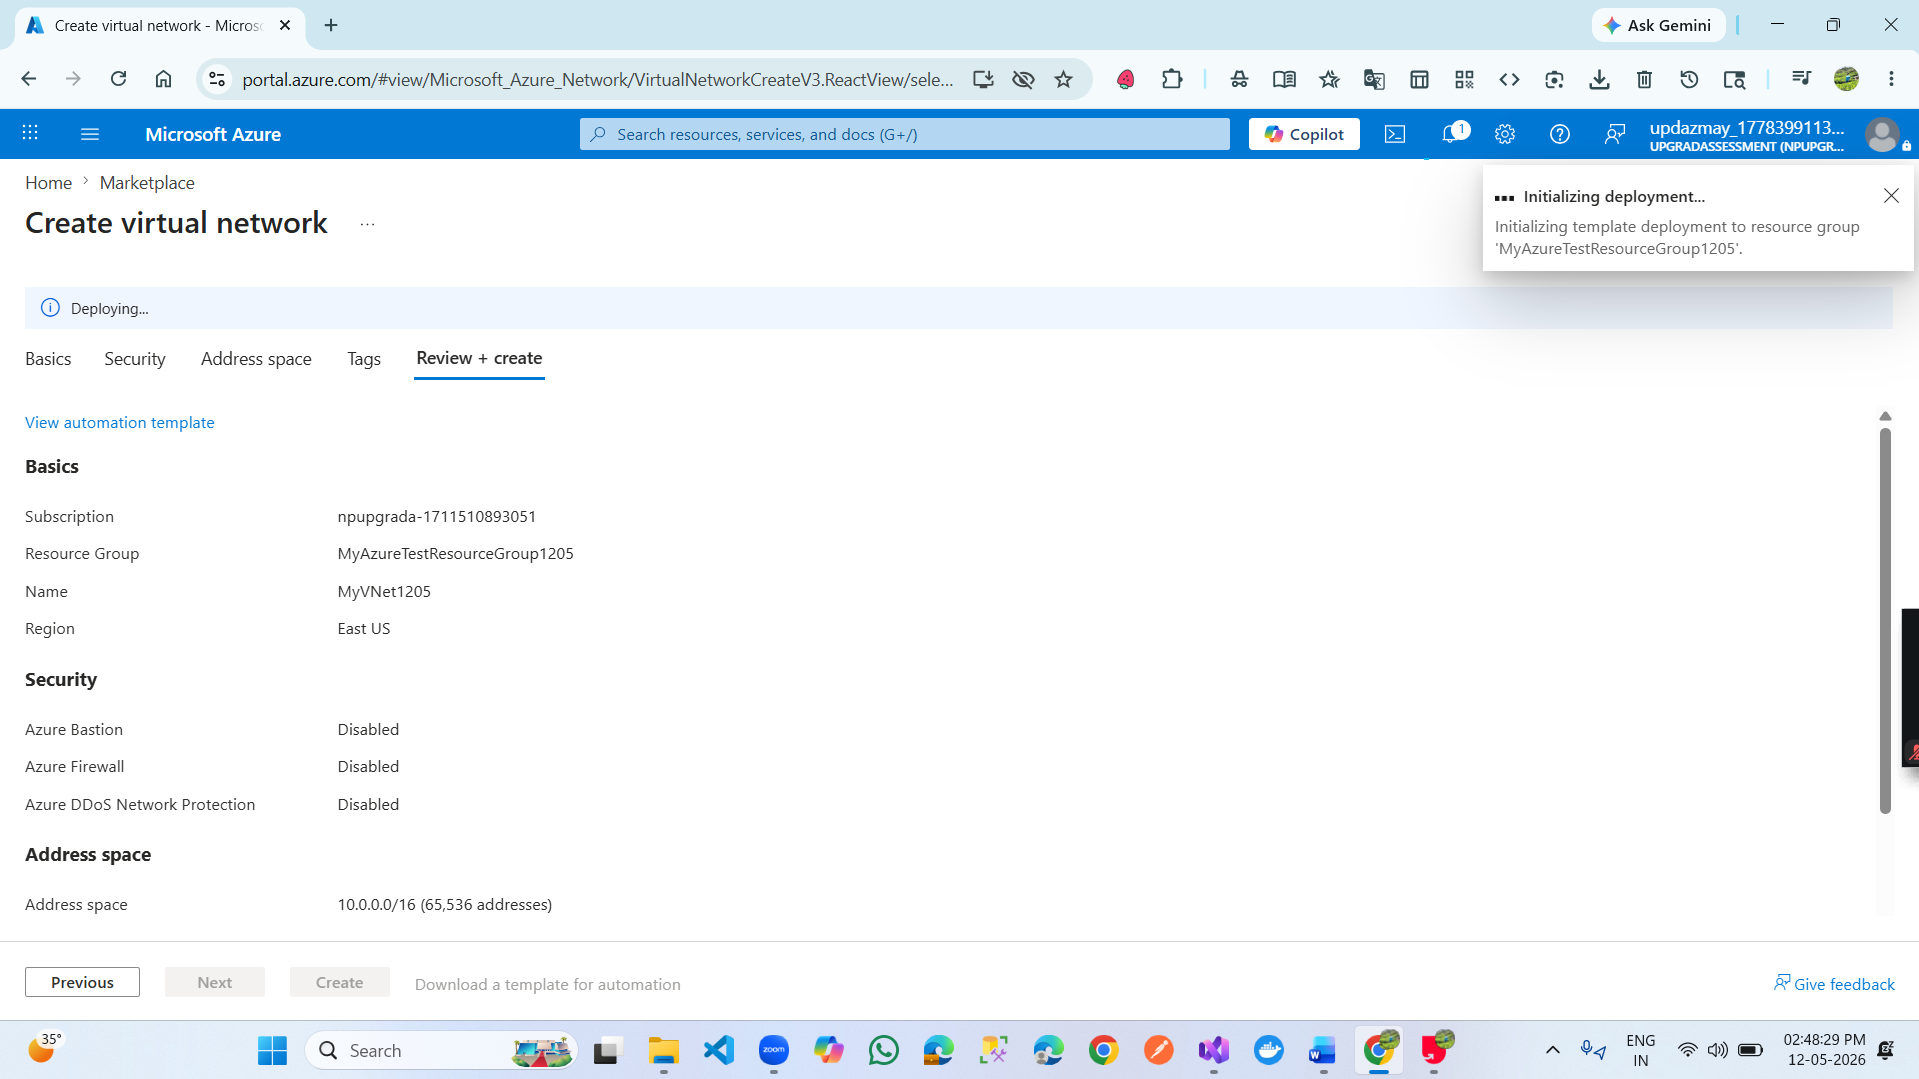 Create virtual network - Micros
Ask Gemini
portal.azure.com/#view/Microsoft_Azure_Network/VirtualNetworkCreateV3.ReactView/sele...
Microsoft Azure
Search resources, services, and docs (G+/)
Copilot
1
updazmay_1778399113...
UPGRADASSESSMENT (NPUPGR...
Home > Marketplace
Create virtual network ...
Initializing deployment...
Initializing template deployment to resource group
'MyAzureTestResourceGroup1205'.
Deploying...
Basics Security Address space Tags Review + create
View automation template
Basics
Subscription npupgrada-1711510893051
Resource Group MyAzureTestResourceGroup1205
Name MyVNet1205
Region East US
Security
Azure Bastion Disabled
Azure Firewall Disabled
Azure DDoS Network Protection Disabled
Address space
Address space 10.0.0.0/16 (65,536 addresses)
Previous Next Create Download a template for automation Give feedback
35°
Search
zoom
ENG
IN
02:48:29 PM
12-05-2026